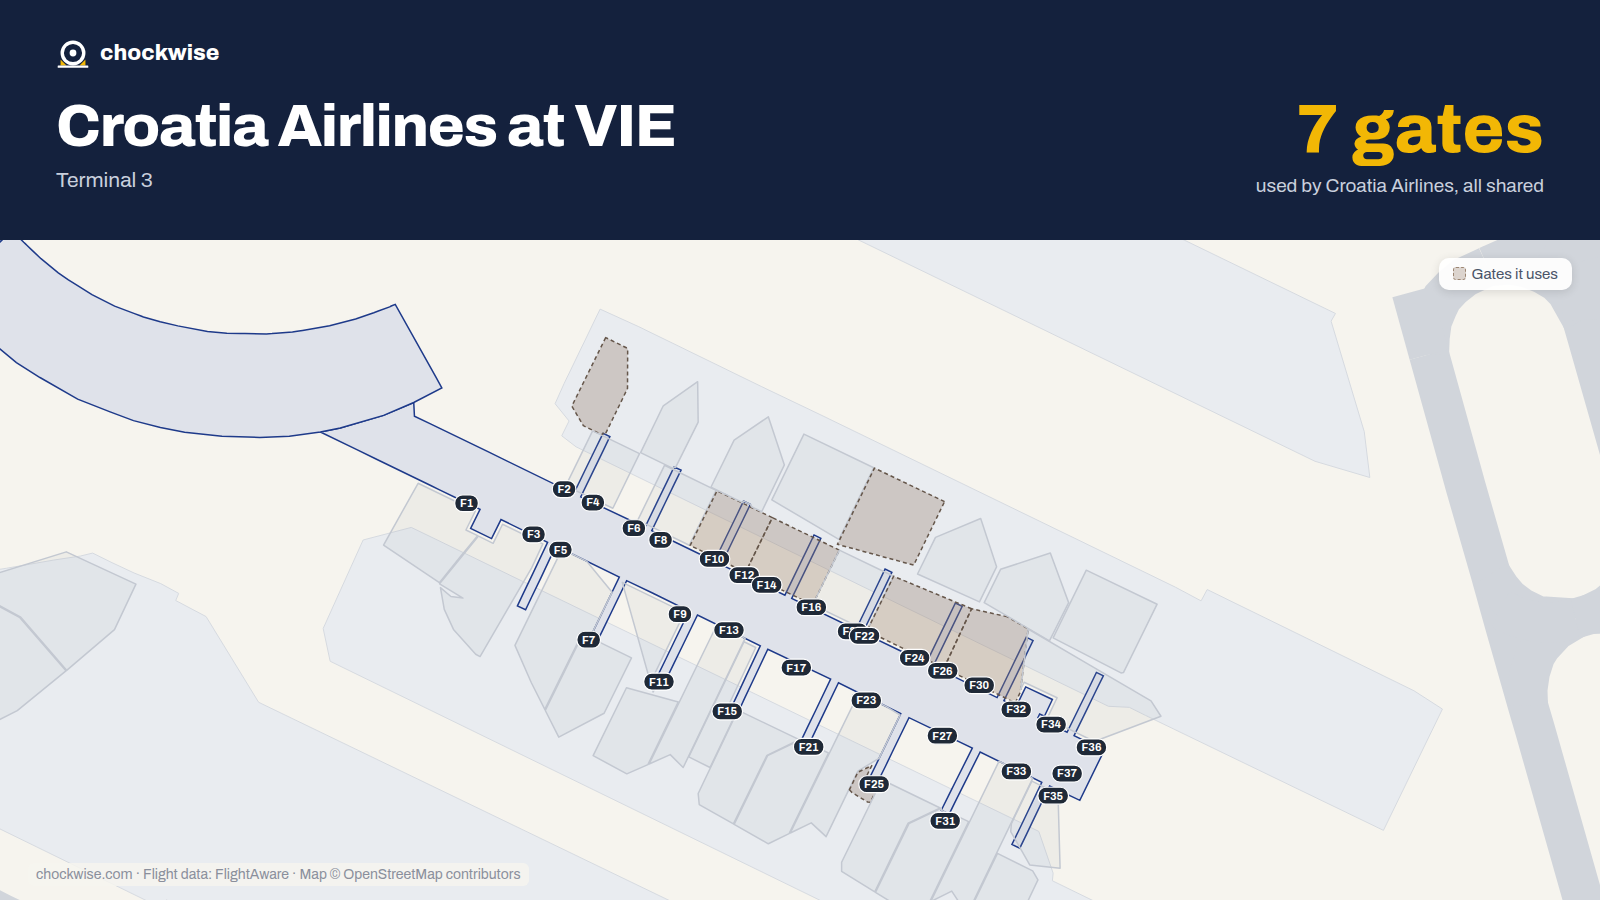 chockwise
Croatia Airlines at VIE
Terminal 3
7 gates
used by Croatia Airlines, all shared
Gates it uses
F1
F2
F4
F3
F5
F6
F8
F10
F12
F14
F16
F7
F9
F11
F13
F15
F17
F21
F22
F23
F24
F26
F30
F32
F34
F36
F25
F27
F31
F33
F37
F35
chockwise.com · Flight data: FlightAware · Map © OpenStreetMap contributors